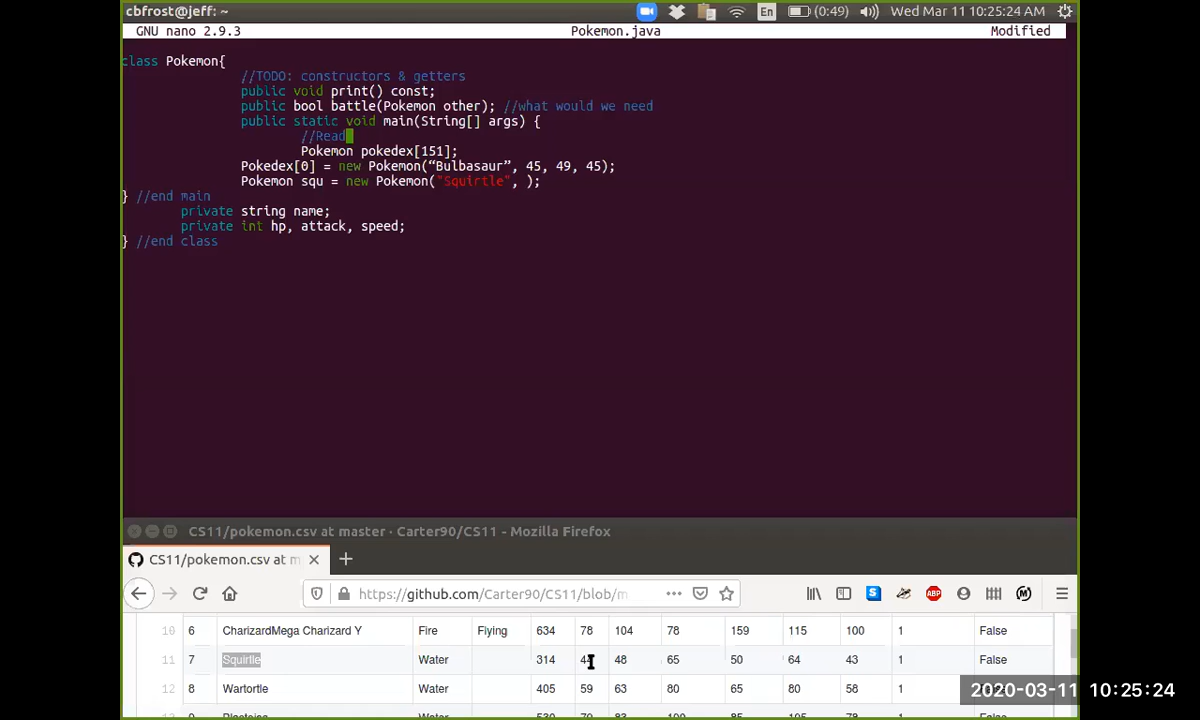 cbfrost@jeff: ~ En (0:49) Wed Mar 11 10:25:24 AM
GNU nano 2.9.3 Pokemon.java Modified
class Pokemon{
//TODO: constructors & getters
public void print() const;
public bool battle(Pokemon other); //what would we need
public static void main(String[] args) {
//Read
Pokemon pokedex[151];
Pokedex[0] = new Pokemon(“Bulbasaur”, 45, 49, 45);
Pokemon squ = new Pokemon("Squirtle", );
} //end main
private string name;
private int hp, attack, speed;
} //end class
CS11/pokemon.csv at master · Carter90/CS11 - Mozilla Firefox
CS11/pokemon.csv at m
https://github.com/Carter90/CS11/blob/m
S ABP
10 6 CharizardMega Charizard Y Fire Flying 634 78 104 78 159 115 100 1 False
11 7 Squirtle Water 314 48 65 50 64 43 1 False
12 8 Wartortle Water 405 59 63 80 65 80 58 1
2020-03-11 10:25:24